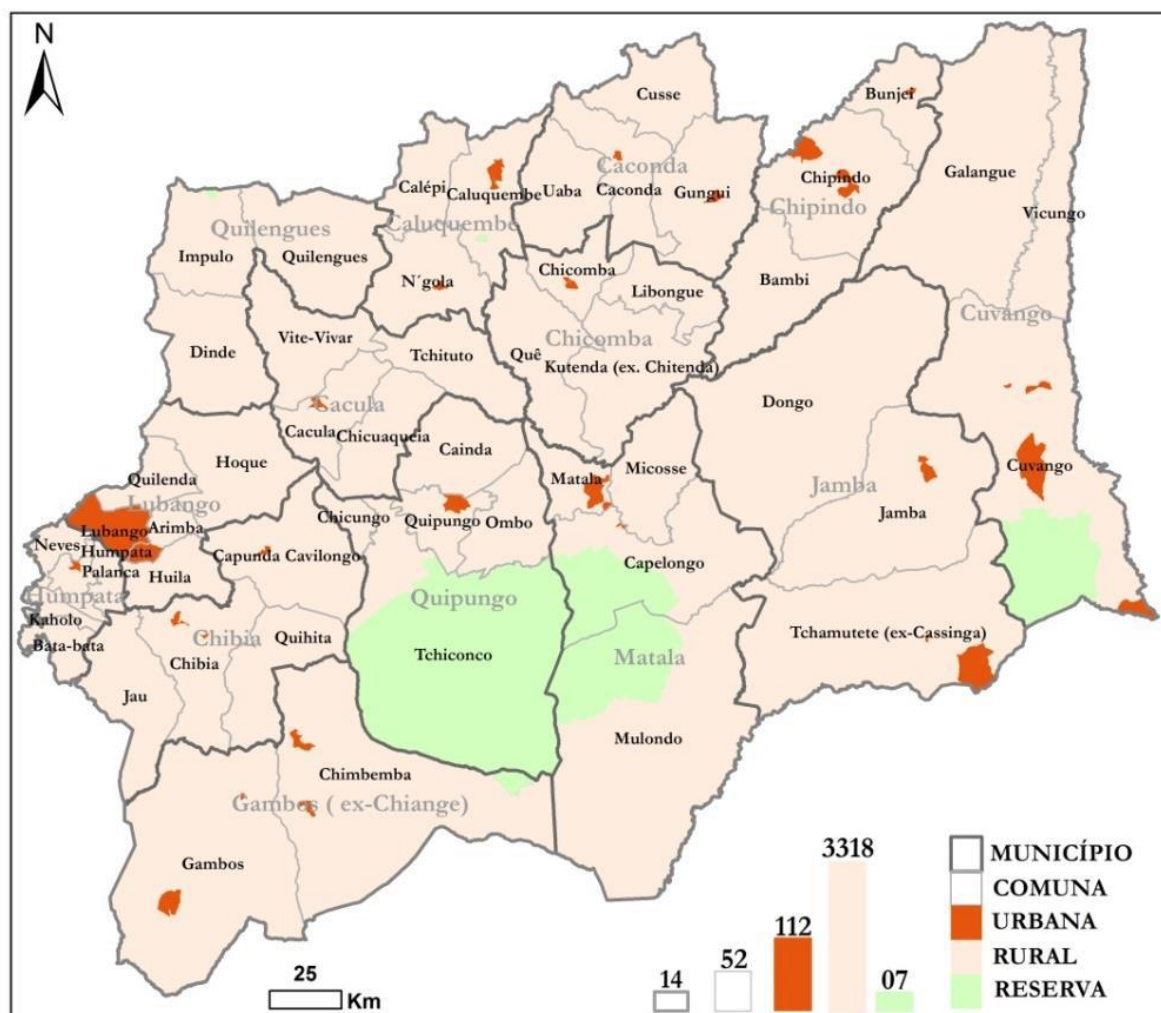 N
Cusse
Bunjei
Caconda
Galangue
Calépi
Caluquembe
Uaba
Caconda
Gungui
Chipindo
Chipindo
Vicungo
Quilengues
Caluquembe
Impulo
Quilengues
Chicomba
Bambi
N´gola
Libongue
Cuvango
Vite-Vivar
Chicomba
Dinde
Tchituto
Quê
Kutenda (ex. Chitenda)
Dongo
Cacula
Cacula
Chicuaqueia
Cainda
Hoque
Cuvango
Quilenda
Matala
Micosse
Jamba
Lubango
Chicungo
Quipungo
Ombo
Jamba
Lubango
Arimba
Neves
Humpata
Capunda Cavilongo
Palanca
Huila
Capelongo
Humpata
Quipungo
Kaholo
Chibia
Quihita
Tchamutete (ex-Cassinga)
Bata-bata
Chibia
Tchiconco
Matala
Jau
Mulondo
Chimbemba
Gambos ( ex-Chiange)
Gambos
25
Km
14
52
112
3318
07
MUNICÍPIO
COMUNA
URBANA
RURAL
RESERVA